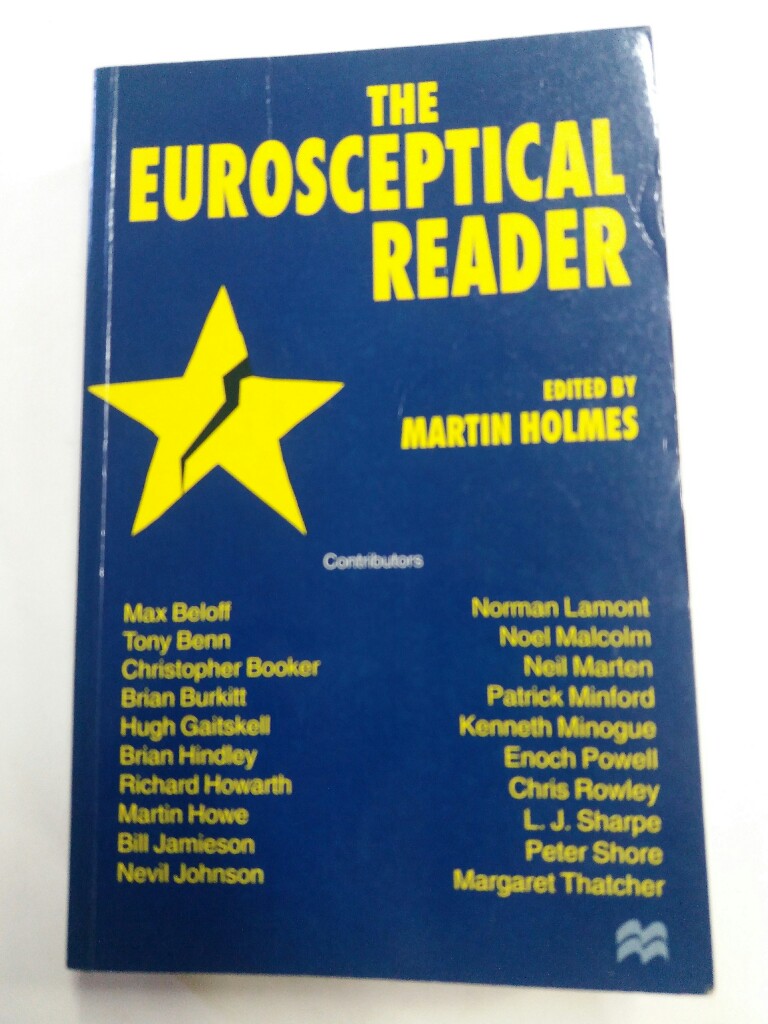 THE
EUROSCEPTICAL
READER
EDITED BY
MARTIN HOLMES
Contributors
Max Beloff
Tony Benn
Christopher Booker
Brian Burkitt
Hugh Gaitskell
Brian Hindley
Richard Howarth
Martin Howe
Bill Jamieson
Nevil Johnson
Norman Lamont
Noel Malcolm
Neil Marten
Patrick Minford
Kenneth Minogue
Enoch Powell
Chris Rowley
L. J. Sharpe
Peter Shore
Margaret Thatcher